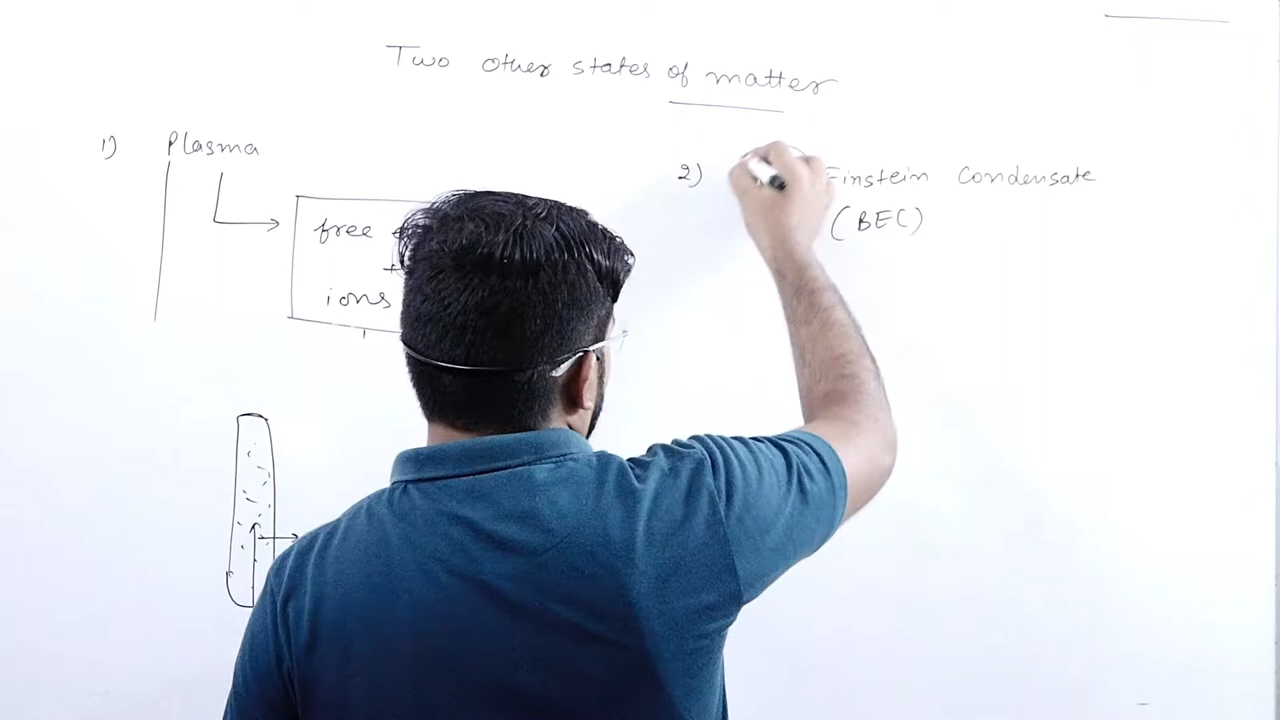 Two other states of matter
1) Plasma
free
+
ions
2) Einstein Condensate
(BEC)